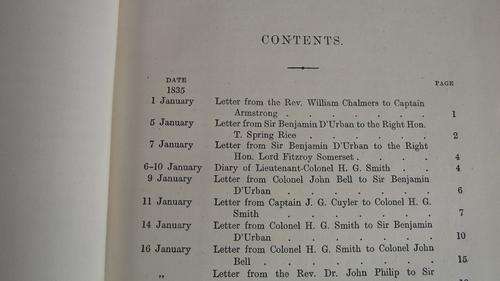 CONTENTS.
DATE PAGE
1835
1 January Letter from the Rev. William Chalmers to Captain
Armstrong . . . . . . 1
5 January Letter from Sir Benjamin D'Urban to the Right Hon.
T. Spring Rice . . . . . 2
7 January Letter from Sir Benjamin D'Urban to the Right
Hon. Lord Fitzroy Somerset . . . . 4
6-10 January Diary of Lieutenant-Colonel H. G. Smith . . 4
9 January Letter from Colonel John Bell to Sir Benjamin
D'Urban . . . . . . 6
11 January Letter from Captain J. G. Cuyler to Colonel H. G.
Smith . . . . . . 7
14 January Letter from Colonel H. G. Smith to Sir Benjamin
D'Urban . . . . . . 10
16 January Letter from Colonel H. G. Smith to Colonel John
Bell . . . . . . . 15
„ Letter from the Rev. Dr. John Philip to Sir